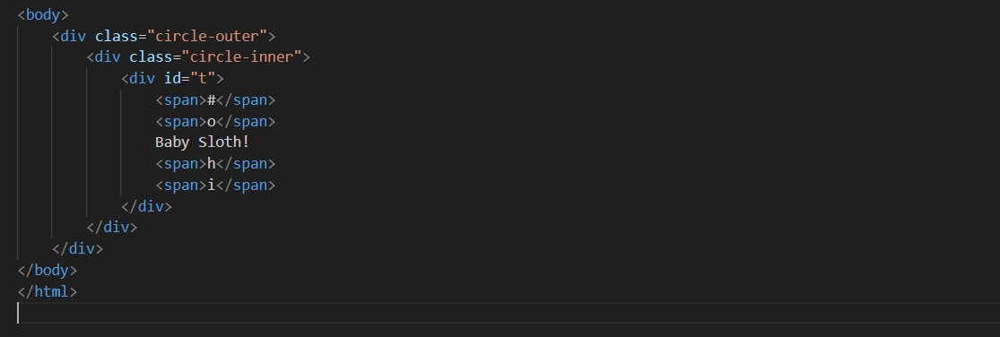 <body>
    <div class="circle-outer">
        <div class="circle-inner">
            <div id="t">
                <span>#</span>
                <span>o</span>
                Baby Sloth!
                <span>h</span>
                <span>i</span>
            </div>
        </div>
    </div>
</body>
</html>